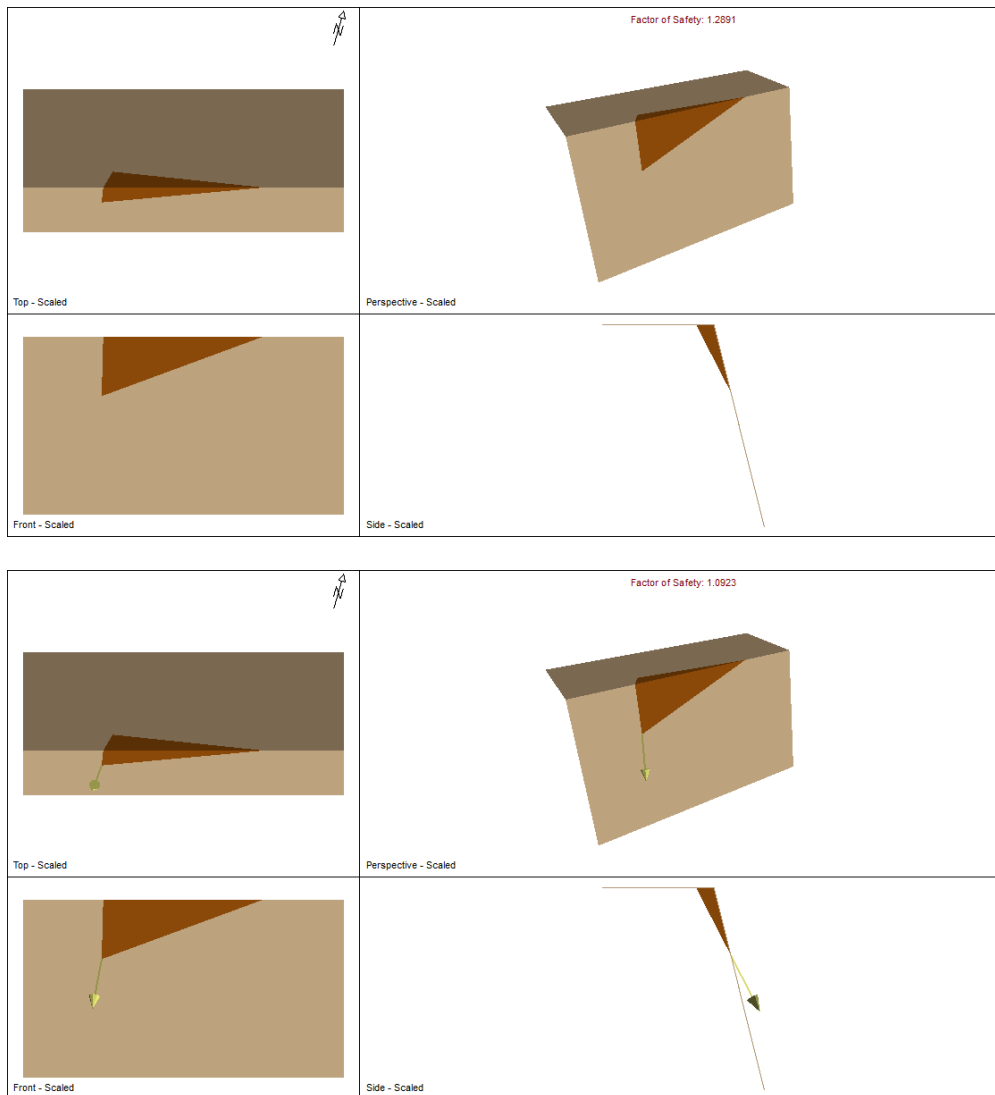 N
Factor of Safety: 1.2891
Top - Scaled
Perspective - Scaled
Front - Scaled
Side - Scaled
N
Factor of Safety: 1.0923
Top - Scaled
Perspective - Scaled
Front - Scaled
Side - Scaled